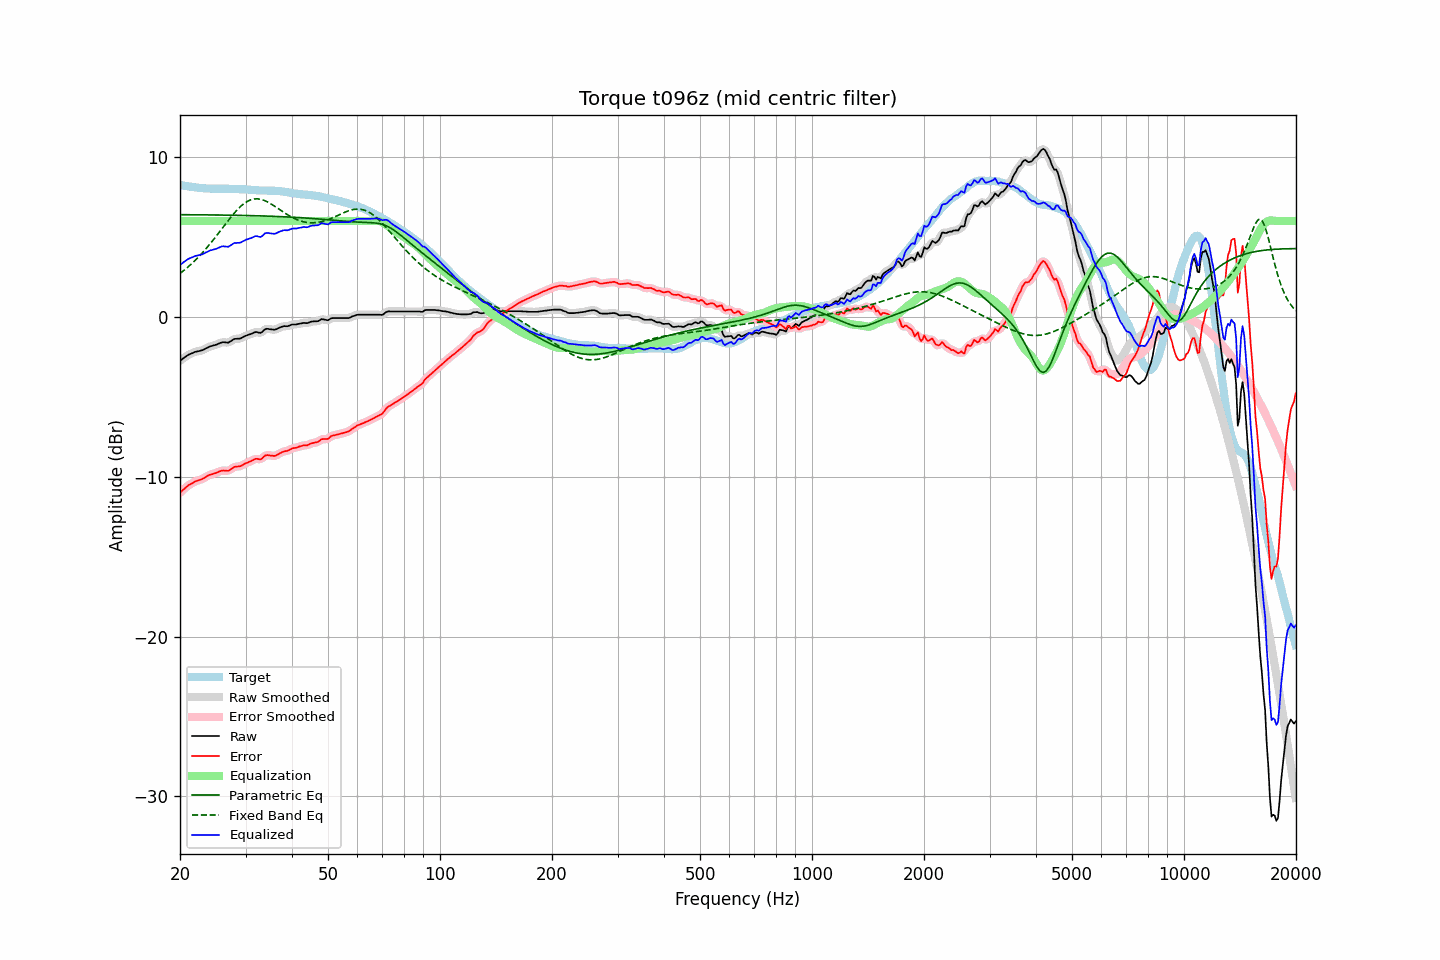 Torque t096z (mid centric filter)
10
0
−10
−20
−30
Amplitude (dBr)
Target
Raw Smoothed
Error Smoothed
Raw
Error
Equalization
Parametric Eq
Fixed Band Eq
Equalized
20
50
100
200
500
1000
2000
5000
10000
20000
Frequency (Hz)